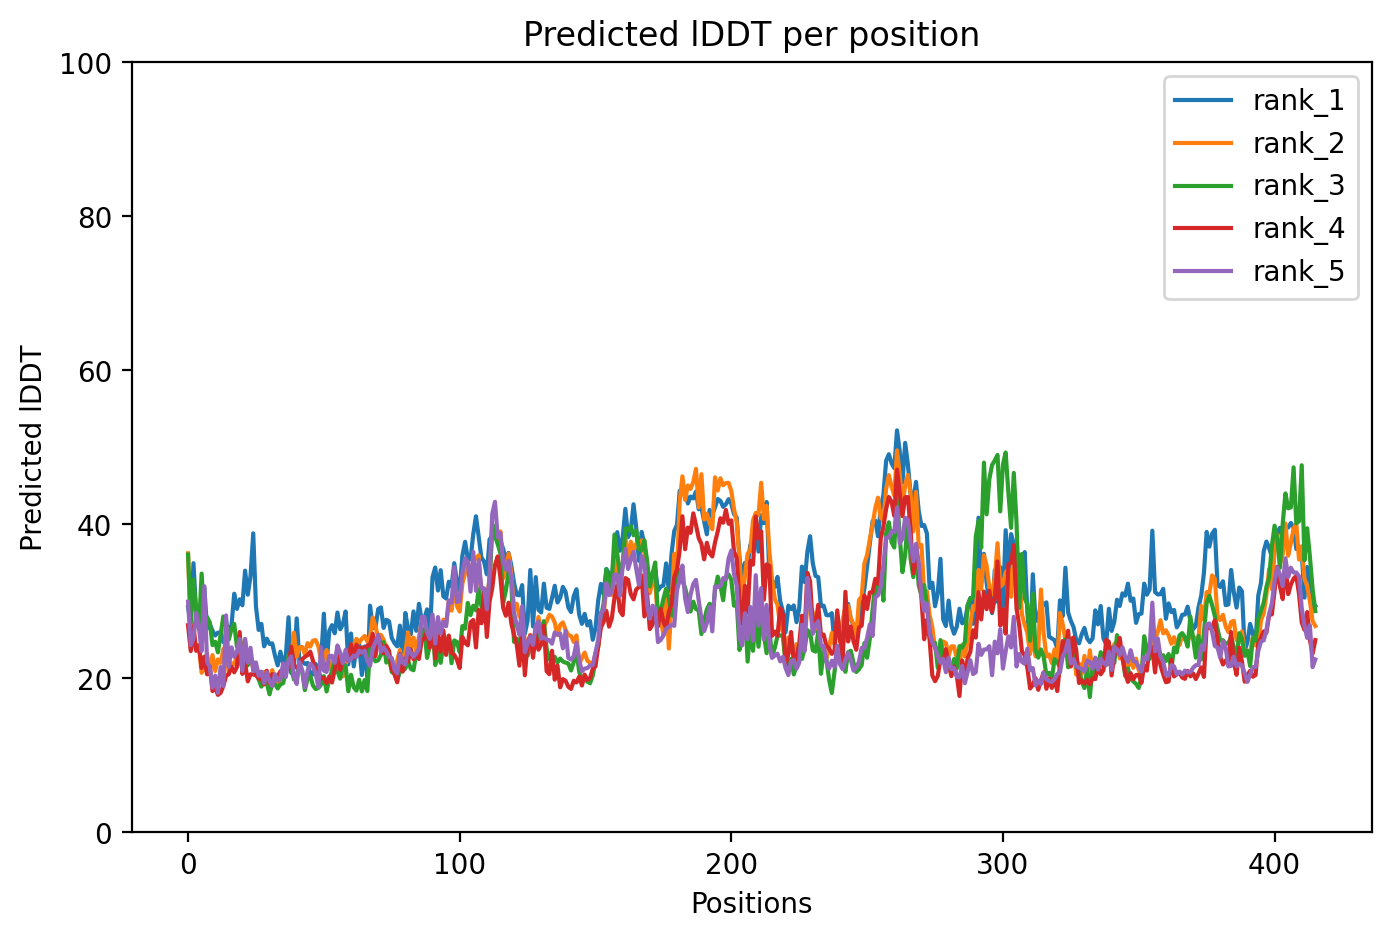 Predicted lDDT per position
100
80
60
40
20
0
Predicted lDDT
rank_1
rank_2
rank_3
rank_4
rank_5
0 100 200 300 400
Positions